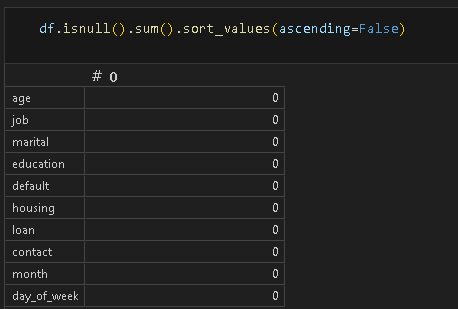 df.isnull().sum().sort_values(ascending=False)
# 0
age 0
job 0
marital 0
education 0
default 0
housing 0
loan 0
contact 0
month 0
day_of_week 0